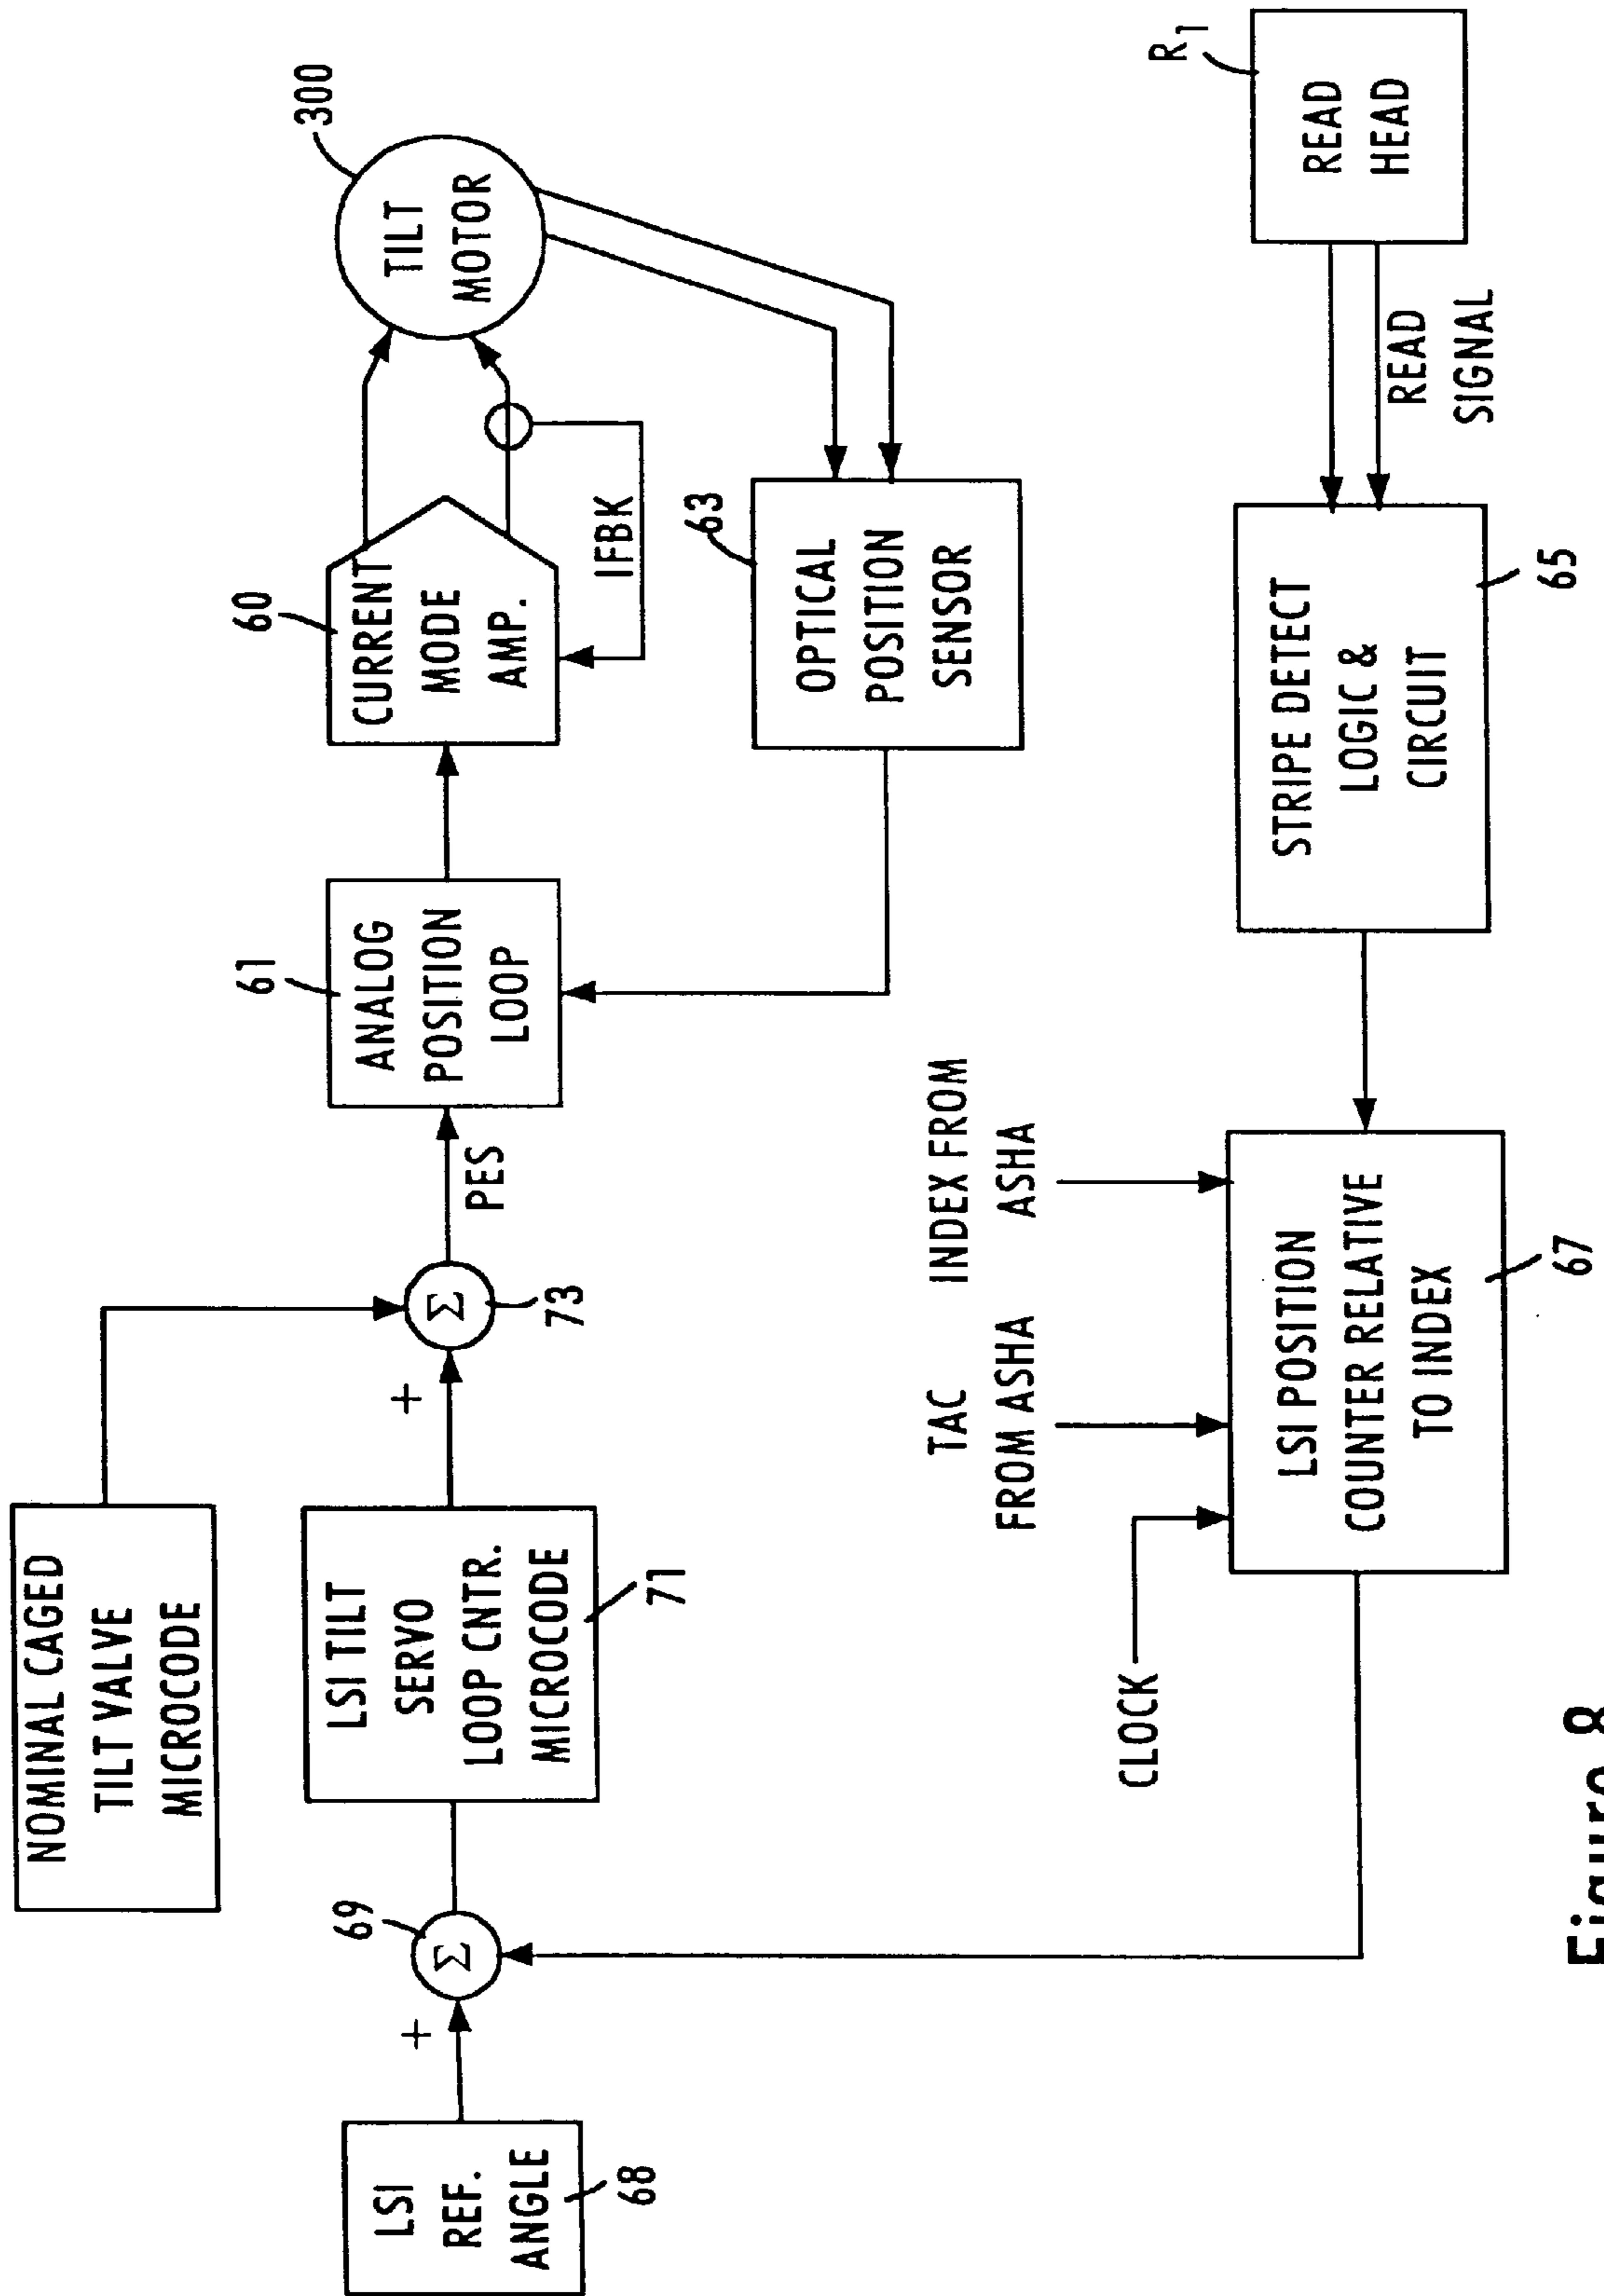 NOMINAL CAGED
TILT VALVE
MICROCODE
LSI
REF.
ANGLE
68
+
Σ
69
LSI TILT
SERVO
LOOP CNTR.
MICROCODE
71
+
Σ
73
PES
ANALOG
POSITION
LOOP
61
CURRENT
MODE
AMP.
60
IFBK
TILT
MOTOR
300
OPTICAL
POSITION
SENSOR
63
CLOCK
TAC
FROM ASHA
INDEX FROM
ASHA
LSI POSITION
COUNTER RELATIVE
TO INDEX
67
STRIPE DETECT
LOGIC &
CIRCUIT
65
READ
SIGNAL
READ
HEAD
R1
Figure 8